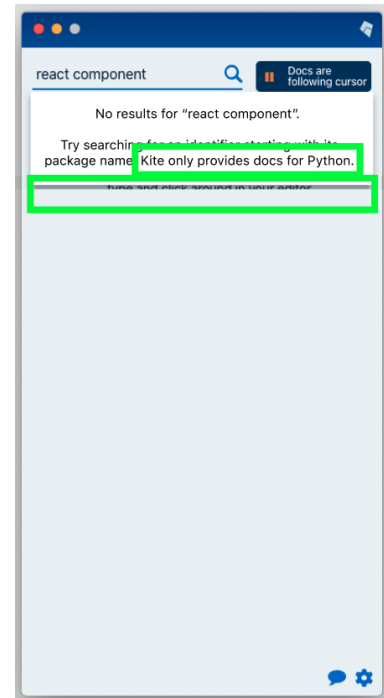 react component
Docs are
following cursor
No results for “react component”.
Try searching for an identifier starting with its
package name. Kite only provides docs for Python.
type and click around in your editor